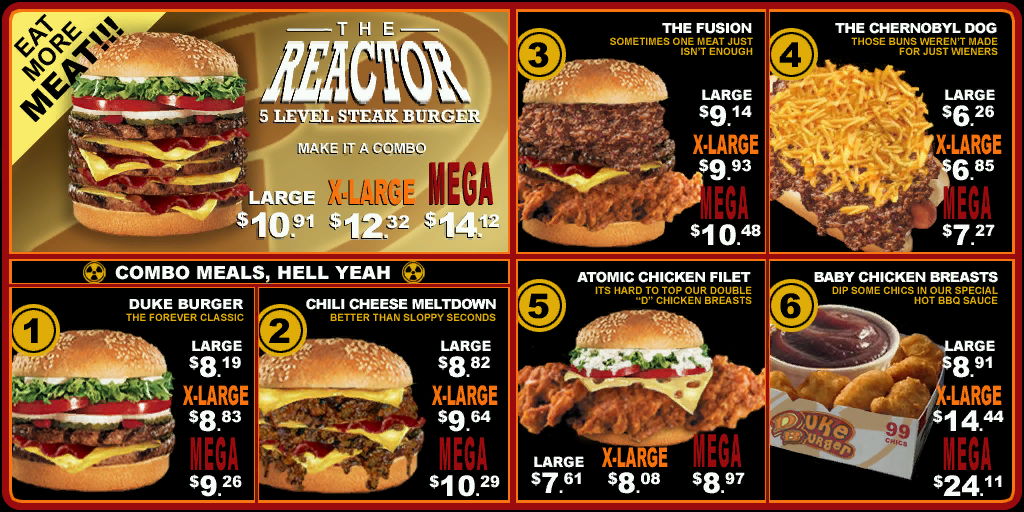 EAT
MORE
MEAT!!!
THE
REACTOR
5 LEVEL STEAK BURGER
MAKE IT A COMBO
LARGE X-LARGE MEGA
$10.91 $12.32 $14.12
COMBO MEALS, HELL YEAH
1
DUKE BURGER
THE FOREVER CLASSIC
LARGE
$8.19
X-LARGE
$8.83
MEGA
$9.26
2
CHILI CHEESE MELTDOWN
BETTER THAN SLOPPY SECONDS
LARGE
$8.82
X-LARGE
$9.64
MEGA
$10.29
3
THE FUSION
SOMETIMES ONE MEAT JUST
ISN'T ENOUGH
LARGE
$9.14
X-LARGE
$9.93
MEGA
$10.48
4
THE CHERNOBYL DOG
THOSE BUNS WEREN'T MADE
FOR JUST WIENERS
LARGE
$6.26
X-LARGE
$6.85
MEGA
$7.27
5
ATOMIC CHICKEN FILET
ITS HARD TO TOP OUR DOUBLE
"D" CHICKEN BREASTS
LARGE X-LARGE MEGA
$7.61 $8.08 $8.97
6
BABY CHICKEN BREASTS
DIP SOME CHICS IN OUR SPECIAL
HOT BBQ SAUCE
LARGE
$8.91
X-LARGE
$14.44
MEGA
$24.11
Duke
Burger
99
CHICS